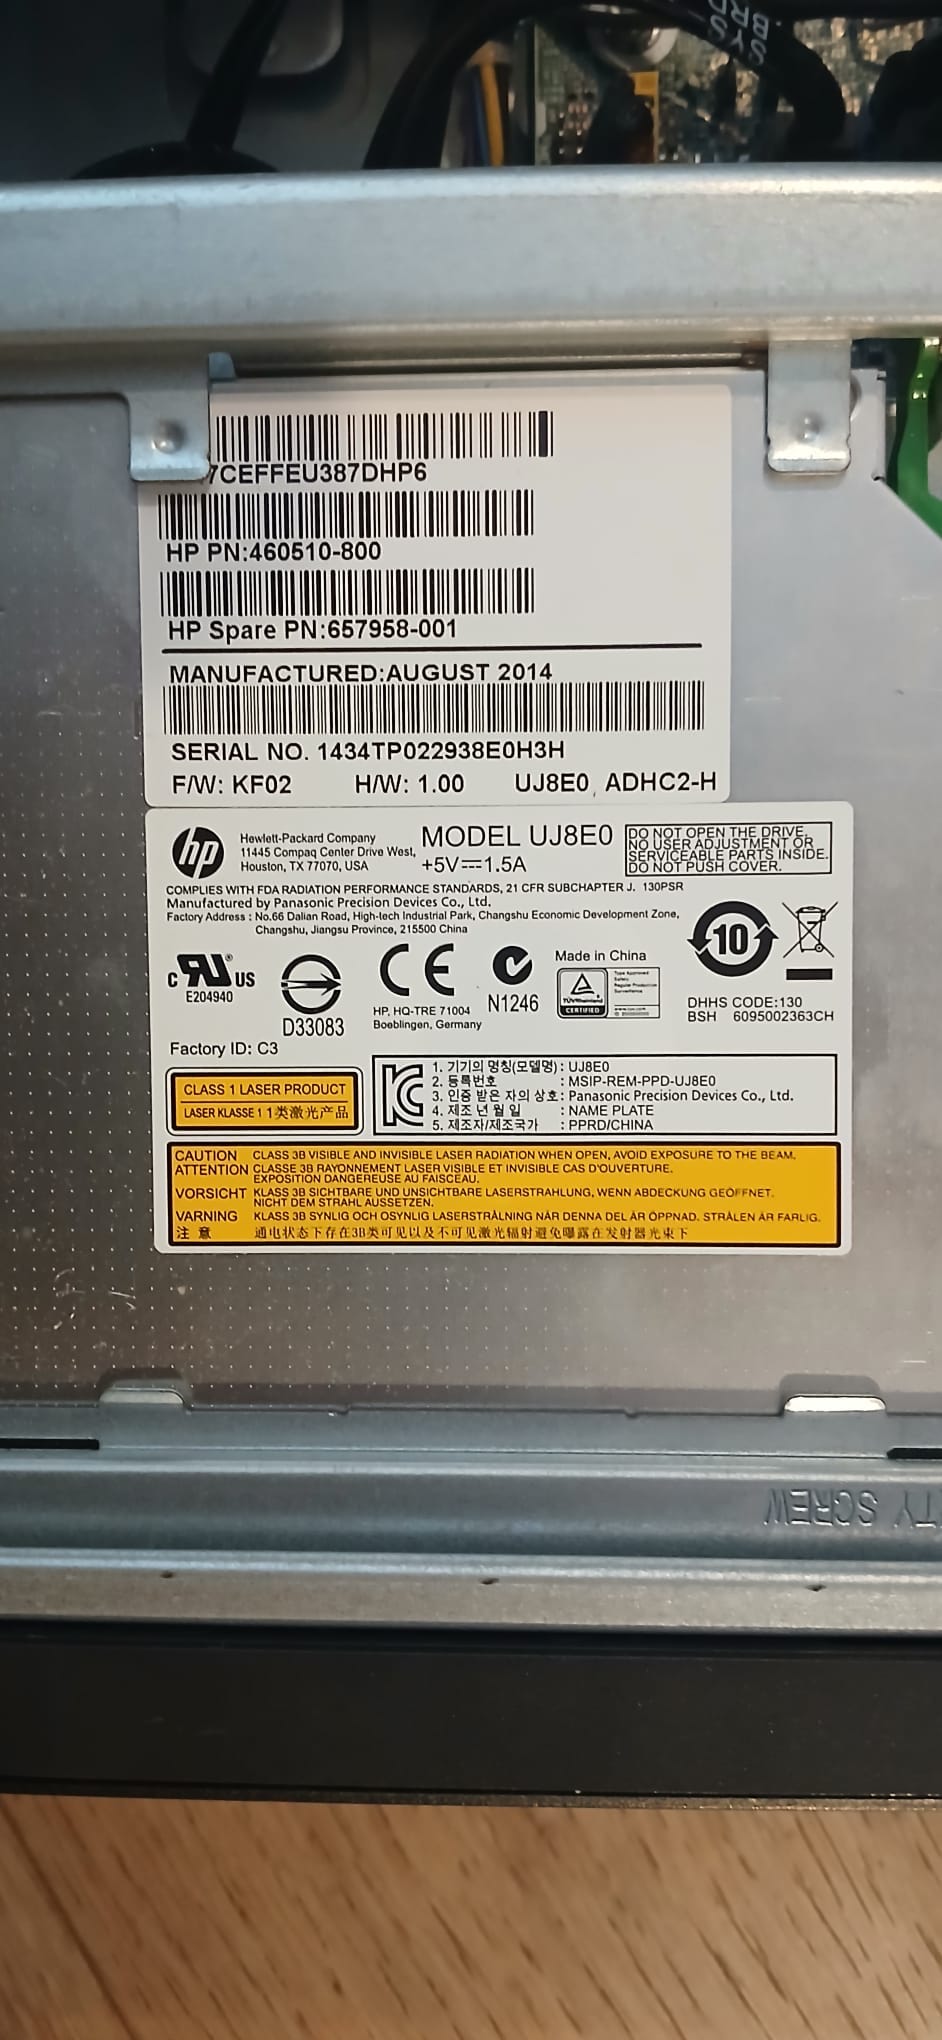 SYS
BRD
7CEFFEU387DHP6
HP PN:460510-800
HP Spare PN:657958-001
MANUFACTURED:AUGUST 2014
SERIAL NO. 1434TP022938E0H3H
F/W: KF02 H/W: 1.00 UJ8E0 ADHC2-H
hp
Hewlett-Packard Company
11445 Compaq Center Drive West,
Houston, TX 77070, USA
MODEL UJ8E0
+5V⎓1.5A
DO NOT OPEN THE DRIVE.
NO USER ADJUSTMENT OR
SERVICEABLE PARTS INSIDE.
DO NOT PUSH COVER.
COMPLIES WITH FDA RADIATION PERFORMANCE STANDARDS, 21 CFR SUBCHAPTER J. 130PSR
Manufactured by Panasonic Precision Devices Co., Ltd.
Factory Address : No.66 Dalian Road, High-tech Industrial Park, Changshu Economic Development Zone,
Changshu, Jiangsu Province, 215500 China
c RU ® US
E204940
D33083
CE
HP, HQ-TRE 71004
Boeblingen, Germany
N1246
Made in China
TÜVRheinland
CERTIFIED
Type Approved
Safety
Regular Production
Surveillance
10
DHHS CODE:130
BSH 6095002363CH
Factory ID: C3
CLASS 1 LASER PRODUCT
LASER KLASSE 1 1类激光产品
1. 기기의 명칭(모델명) : UJ8E0
2. 등록번호 : MSIP-REM-PPD-UJ8E0
3. 인증 받은 자의 상호 : Panasonic Precision Devices Co., Ltd.
4. 제조 년 월 일 : NAME PLATE
5. 제조자/제조국가 : PPRD/CHINA
CAUTION CLASS 3B VISIBLE AND INVISIBLE LASER RADIATION WHEN OPEN, AVOID EXPOSURE TO THE BEAM.
ATTENTION CLASSE 3B RAYONNEMENT LASER VISIBLE ET INVISIBLE CAS D'OUVERTURE.
EXPOSITION DANGEREUSE AU FAISCEAU.
VORSICHT KLASS 3B SICHTBARE UND UNSICHTBARE LASERSTRAHLUNG, WENN ABDECKUNG GEÖFFNET.
NICHT DEM STRAHL AUSSETZEN.
VARNING KLASS 3B SYNLIG OCH OSYNLIG LASERSTRÅLNING NÄR DENNA DEL ÄR ÖPPNAD. STRÅLEN ÄR FARLIG.
注 意 通电状态下存在3B类可见以及不可见激光辐射避免曝露在发射器光束下
TY SCREW